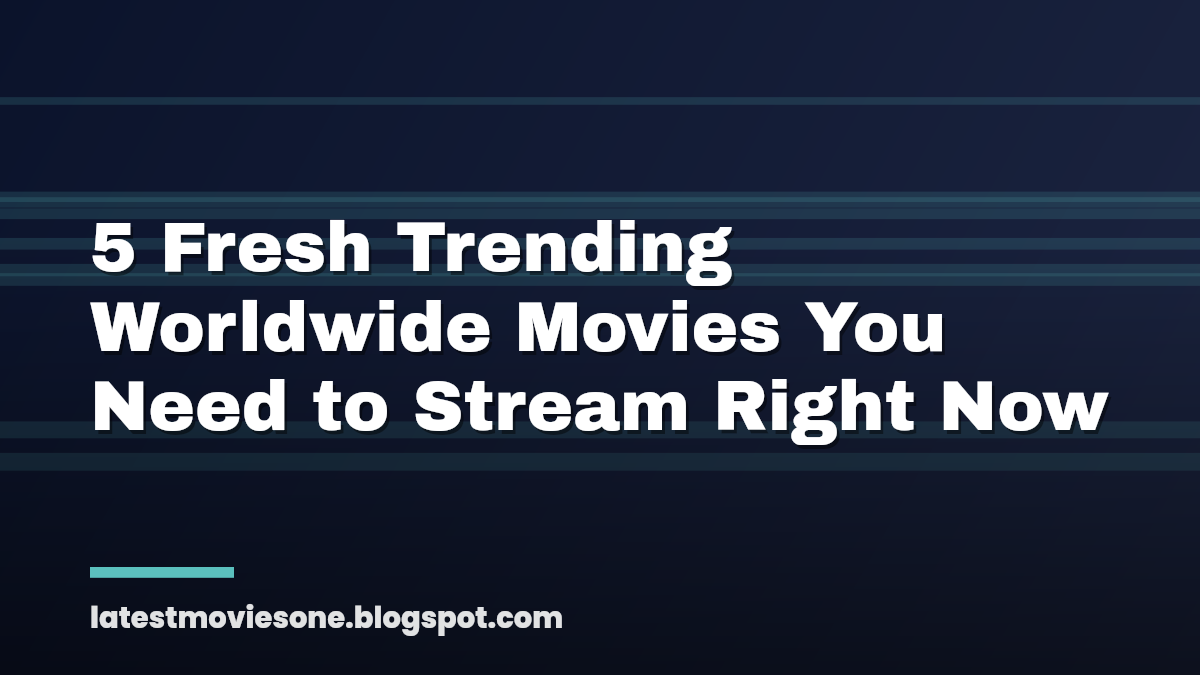 5 Fresh Trending
Worldwide Movies You
Need to Stream Right Now
latestmoviesone.blogspot.com